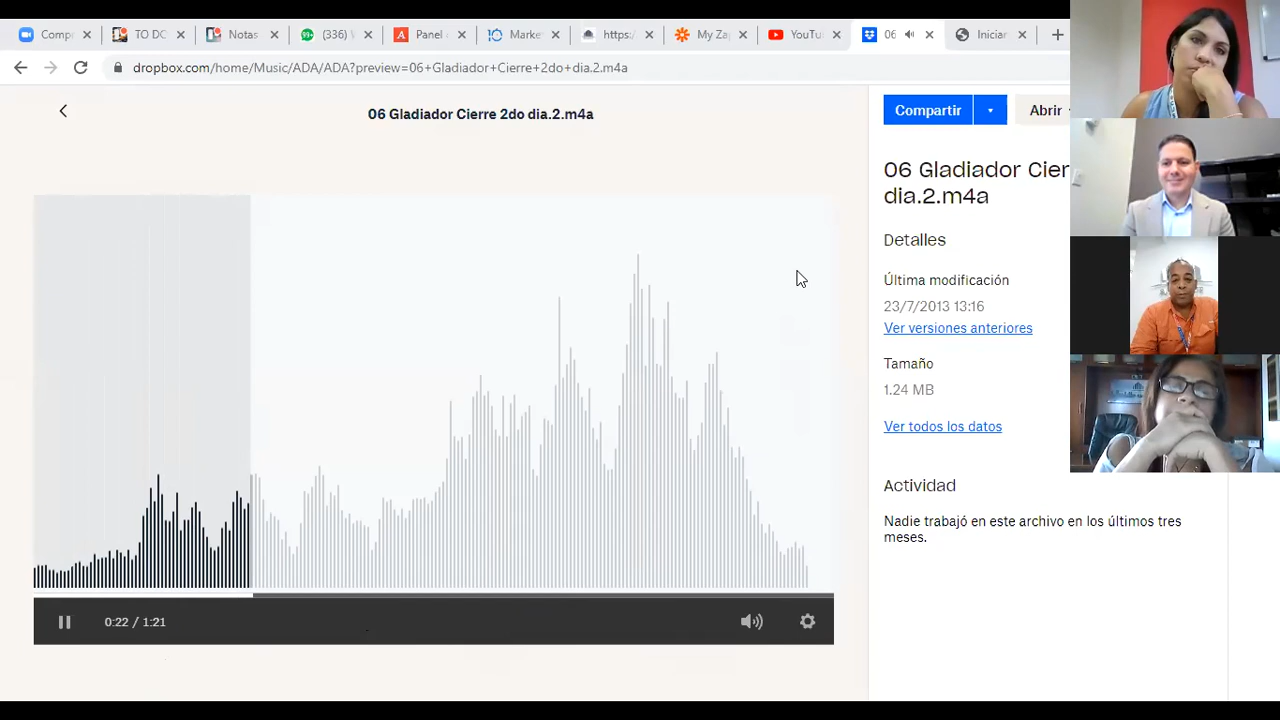 Comp
TO DC
Notas
(336) 
Panel
Marke
https:/
My Za
YouTu
06
Iniciar
dropbox.com/home/Music/ADA/ADA?preview=06+Gladiador+Cierre+2do+dia.2.m4a
06 Gladiador Cierre 2do dia.2.m4a
Compartir
Abrir
06 Gladiador Cier
dia.2.m4a
Detalles
Última modificación
23/7/2013 13:16
Ver versiones anteriores
Tamaño
1.24 MB
Ver todos los datos
Actividad
Nadie trabajó en este archivo en los últimos tres
meses.
0:22 / 1:21